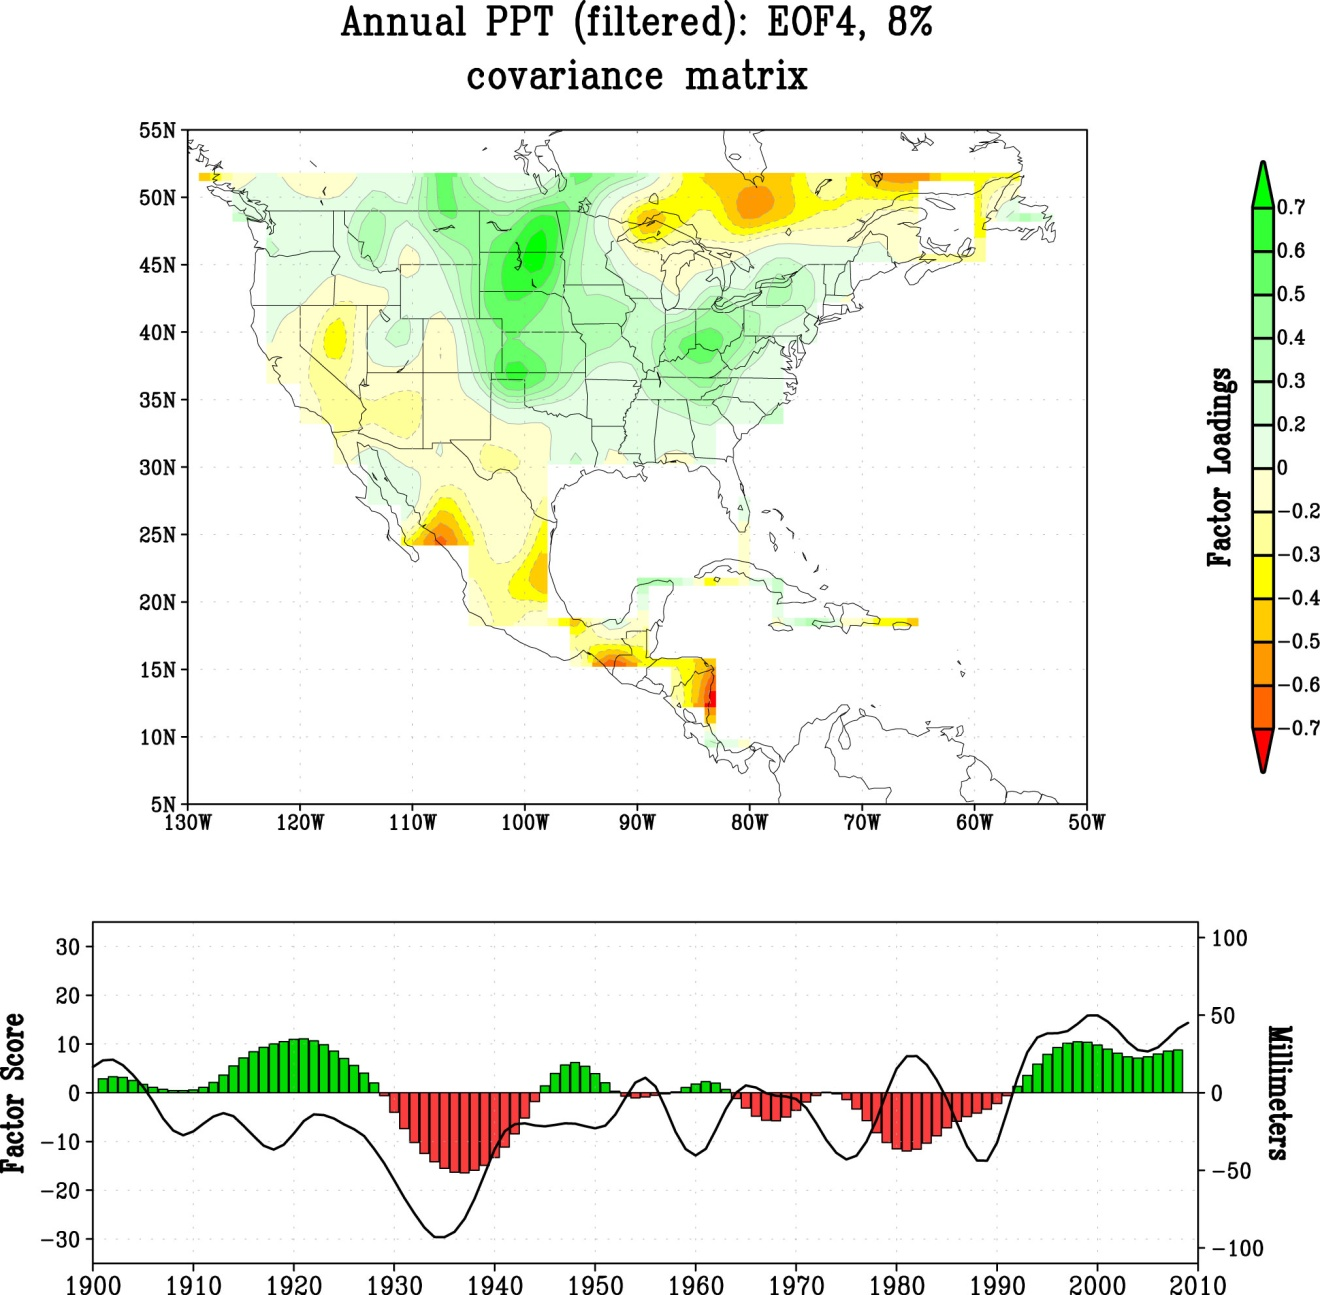 Annual PPT (filtered): EOF4, 8%
covariance matrix
55N
50N
45N
40N
35N
30N
25N
20N
15N
10N
5N
130W 120W 110W 100W 90W 80W 70W 60W 50W
Factor Loadings
0.7
0.6
0.5
0.4
0.3
0.2
0
−0.2
−0.3
−0.4
−0.5
−0.6
−0.7
Factor Score
30
20
10
0
−10
−20
−30
100
50
0
−50
−100
Millimeters
1900 1910 1920 1930 1940 1950 1960 1970 1980 1990 2000 2010